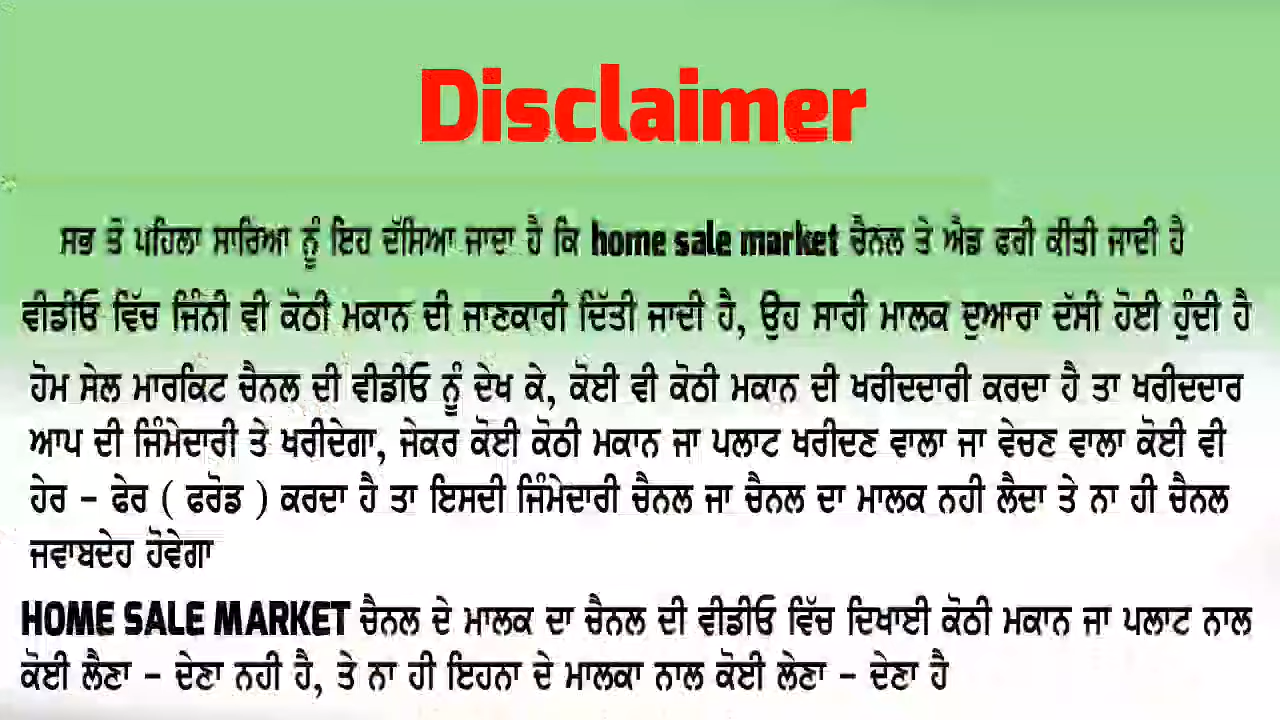 Disclaimer
ਸਭ ਤੋ ਪਹਿਲਾ ਸਾਰਿਆ ਨੂੰ ਇਹ ਦੱਸਿਆ ਜਾਦਾ ਹੈ ਕਿ home sale market ਚੈਨਲ ਤੇ ਐਡ ਫਰੀ ਕੀਤੀ ਜਾਦੀ ਹੈ
ਵੀਡੀਓ ਵਿੱਚ ਜਿੰਨੀ ਵੀ ਕੋਠੀ ਮਕਾਨ ਦੀ ਜਾਣਕਾਰੀ ਦਿੱਤੀ ਜਾਦੀ ਹੈ, ਉਹ ਸਾਰੀ ਮਾਲਕ ਦੁਆਰਾ ਦੱਸੀ ਹੋਈ ਹੁੰਦੀ ਹੈ
ਹੋਮ ਸੇਲ ਮਾਰਕਿਟ ਚੈਨਲ ਦੀ ਵੀਡੀਓ ਨੂੰ ਦੇਖ ਕੇ, ਕੋਈ ਵੀ ਕੋਠੀ ਮਕਾਨ ਦੀ ਖਰੀਦਦਾਰੀ ਕਰਦਾ ਹੈ ਤਾ ਖਰੀਦਦਾਰ
ਆਪ ਦੀ ਜਿੰਮੇਦਾਰੀ ਤੇ ਖਰੀਦੇਗਾ, ਜੇਕਰ ਕੋਈ ਕੋਠੀ ਮਕਾਨ ਜਾ ਪਲਾਟ ਖਰੀਦਣ ਵਾਲਾ ਜਾ ਵੇਚਣ ਵਾਲਾ ਕੋਈ ਵੀ
ਹੇਰ - ਫੇਰ ( ਫਰੋਡ ) ਕਰਦਾ ਹੈ ਤਾ ਇਸਦੀ ਜਿੰਮੇਦਾਰੀ ਚੈਨਲ ਜਾ ਚੈਨਲ ਦਾ ਮਾਲਕ ਨਹੀ ਲੈਦਾ ਤੇ ਨਾ ਹੀ ਚੈਨਲ
ਜਵਾਬਦੇਹ ਹੋਵੇਗਾ
HOME SALE MARKET ਚੈਨਲ ਦੇ ਮਾਲਕ ਦਾ ਚੈਨਲ ਦੀ ਵੀਡੀਓ ਵਿੱਚ ਦਿਖਾਈ ਕੋਠੀ ਮਕਾਨ ਜਾ ਪਲਾਟ ਨਾਲ
ਕੋਈ ਲੈਣਾ - ਦੇਣਾ ਨਹੀ ਹੈ, ਤੇ ਨਾ ਹੀ ਇਹਨਾ ਦੇ ਮਾਲਕਾ ਨਾਲ ਕੋਈ ਲੇਣਾ - ਦੇਣਾ ਹੈ